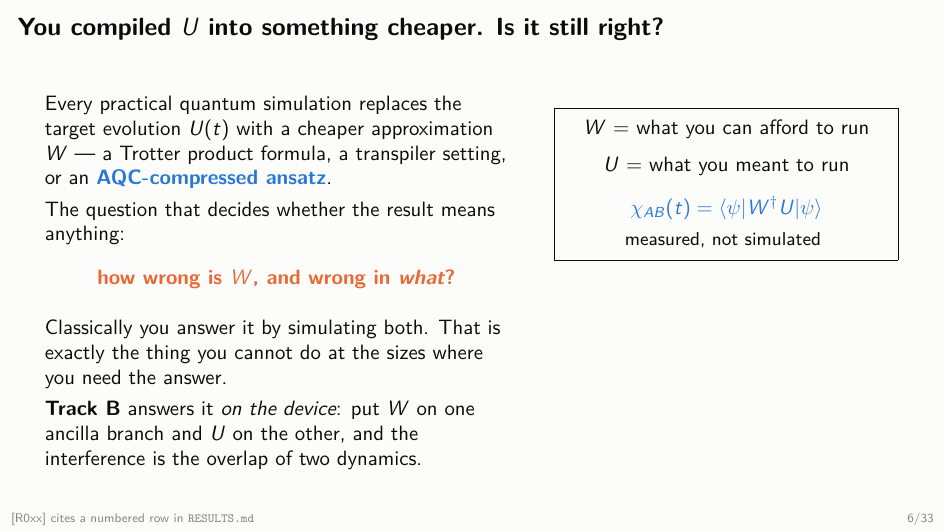 You compiled U into something cheaper. Is it still right?
Every practical quantum simulation replaces the
target evolution U(t) with a cheaper approximation
W — a Trotter product formula, a transpiler setting,
or an AQC-compressed ansatz.
The question that decides whether the result means
anything:
how wrong is W, and wrong in what?
Classically you answer it by simulating both. That is
exactly the thing you cannot do at the sizes where
you need the answer.
Track B answers it on the device: put W on one
ancilla branch and U on the other, and the
interference is the overlap of two dynamics.
W = what you can afford to run
U = what you meant to run
χ_AB(t) = ⟨ψ|W†U|ψ⟩
measured, not simulated
[R0xx] cites a numbered row in RESULTS.md
6/33